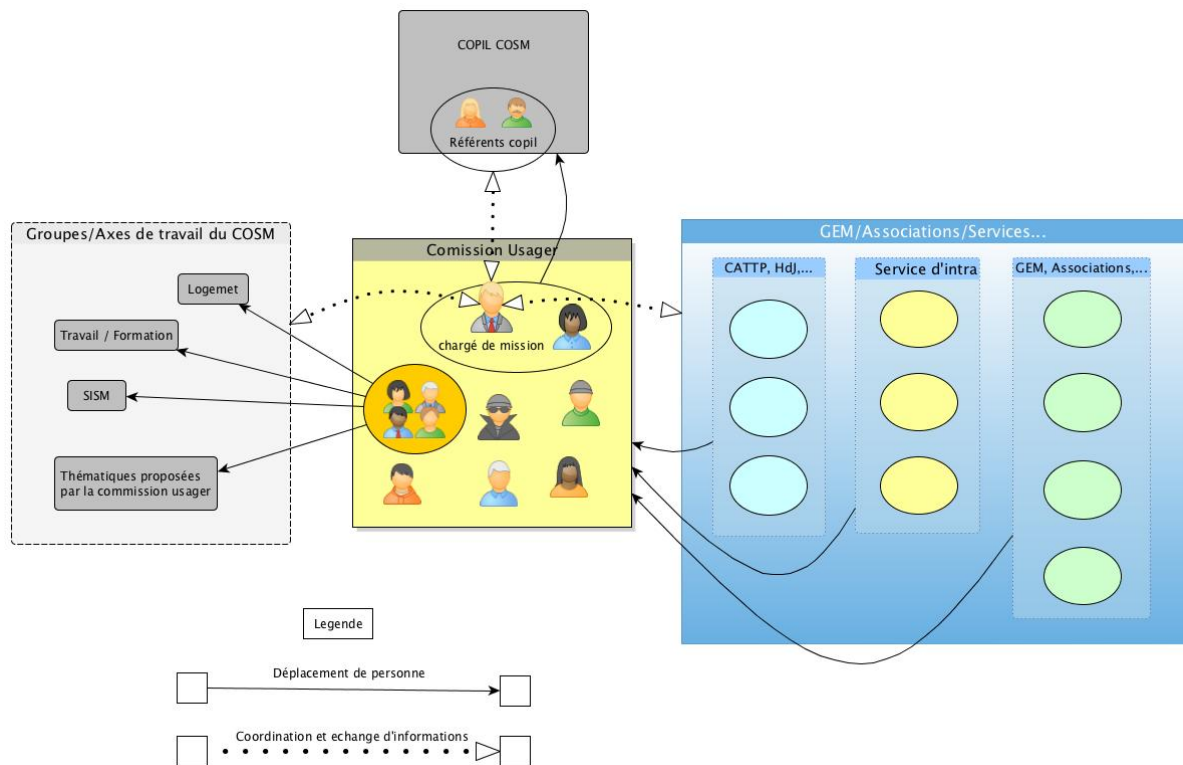 COPIL COSM
Référents copil
Groupes/Axes de travail du COSM
Logemet
Travail / Formation
SISM
Thématiques proposées
par la commission usager
Comission Usager
chargé de mission
GEM/Associations/Services...
CATTP, HdJ,...
Service d'intra
GEM, Associations,...
Legende
Déplacement de personne
Coordination et echange d'informations